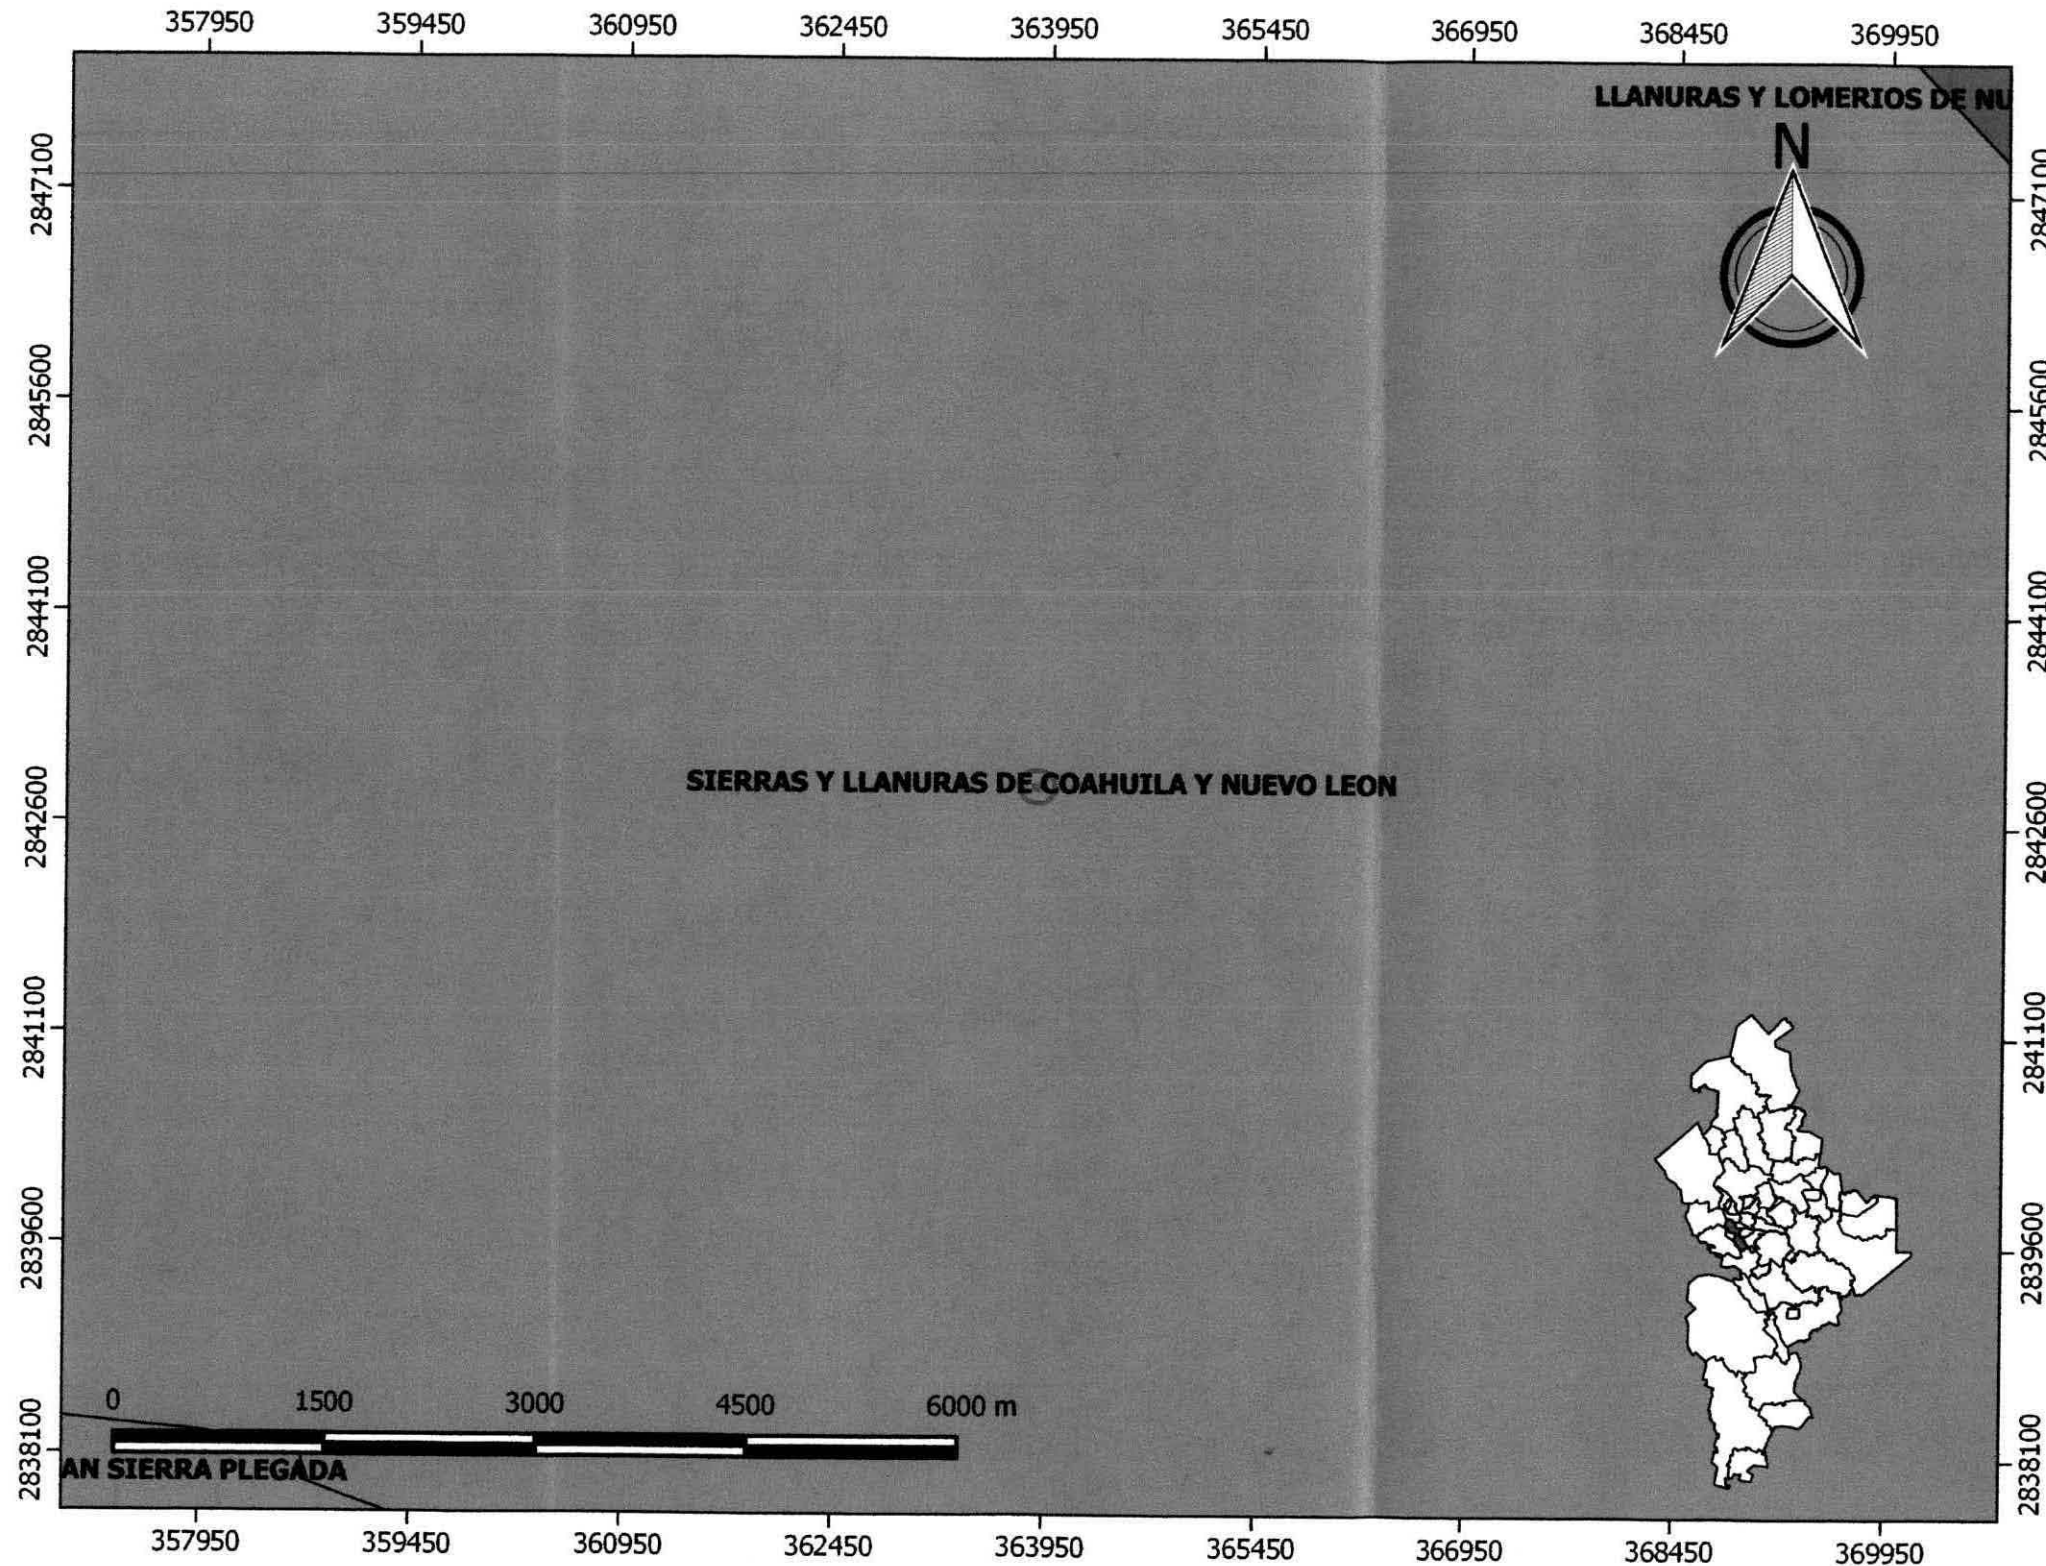 357950 359450 360950 362450 363950 365450 366950 368450 369950
LLANURAS Y LOMERIOS DE NU
N
2847100 2847100
2845600 2845600
2844100 2844100
SIERRAS Y LLANURAS DE COAHUILA Y NUEVO LEON
2842600 2842600
2841100 2841100
2839600 2839600
0 1500 3000 4500 6000 m
2838100 2838100
AN SIERRA PLEGADA
357950 359450 360950 362450 363950 365450 366950 368450 369950